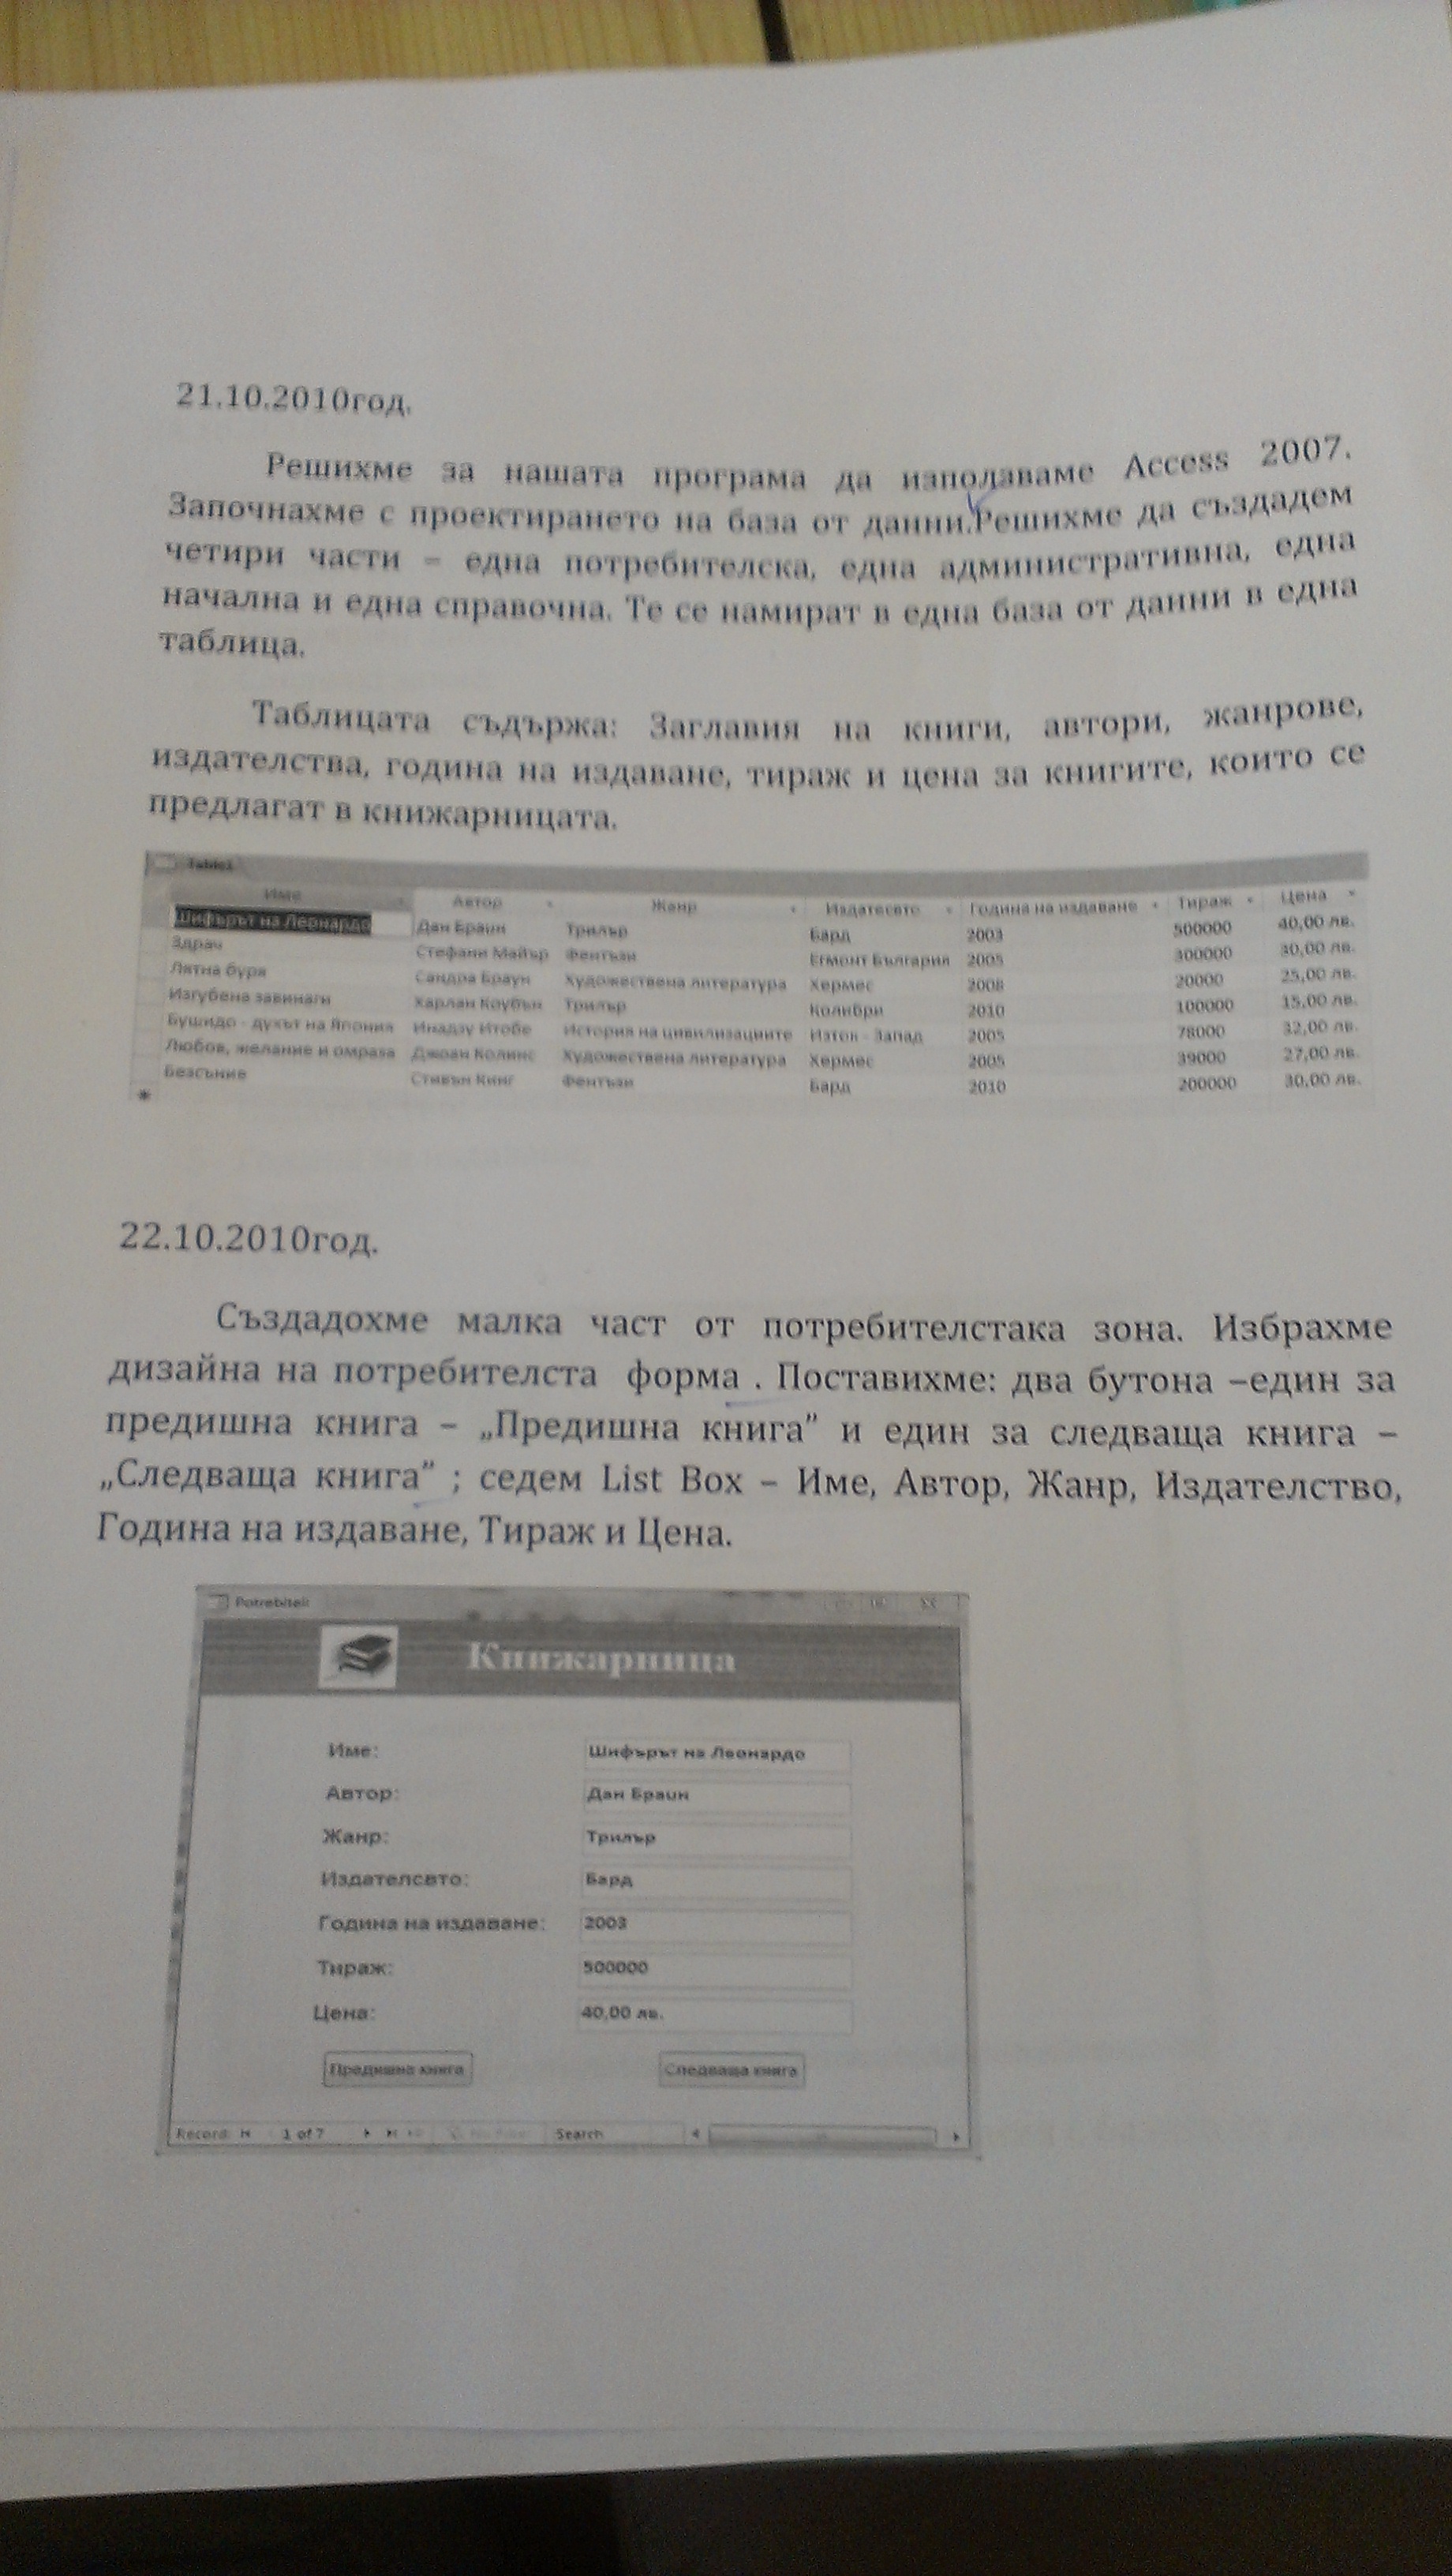 21.10.2010год.
Решихме за нашата програма да изполаваме Access 2007.
Започнахме с проектирането на база от данни.Решихме да създадем
четири части – една потребителска, една административна, една
начална и една справочна. Те се намират в една база от данни в една
таблица.
Таблицата съдържа: Заглавия на книги, автори, жанрове,
издателства, година на издаване, тираж и цена за книгите, които се
предлагат в книжарницата.
Table1
Име Автор Жанр Издателсвто Година на издаване Тираж Цена
Шифърът на Леонардо Дан Браун Трилър Бард 2003 500000 40,00 лв.
Здрач Стефани Майър Фентъзи Егмонт България 2005 300000 30,00 лв.
Лятна буря Сандра Браун Художествена литература Хермес 2008 20000 25,00 лв.
Изгубена завинаги Харлан Коубън Трилър Колибри 2010 100000 15,00 лв.
Бушидо - духът на Япония Инадзу Итобе История на цивилизациите Изток - Запад 2005 78000 32,00 лв.
Любов, желание и омраза Джоан Колинс Художествена литература Хермес 2005 39000 27,00 лв.
Безсъние Стивън Кинг Фентъзи Бард 2010 200000 30,00 лв.
22.10.2010год.
Създадохме малка част от потребителстака зона. Избрахме
дизайна на потребителста форма . Поставихме: два бутона –един за
предишна книга – „Предишна книга” и един за следваща книга –
„Следваща книга” ; седем List Box – Име, Автор, Жанр, Издателство,
Година на издаване, Тираж и Цена.
Potrebiteli
Книжарница
Име: Шифърът на Леонардо
Автор: Дан Браун
Жанр: Трилър
Издателсвто: Бард
Година на издаване: 2003
Тираж: 500000
Цена: 40,00 лв.
Предишна книга Следваща книга
Record: 1 of 7 Search